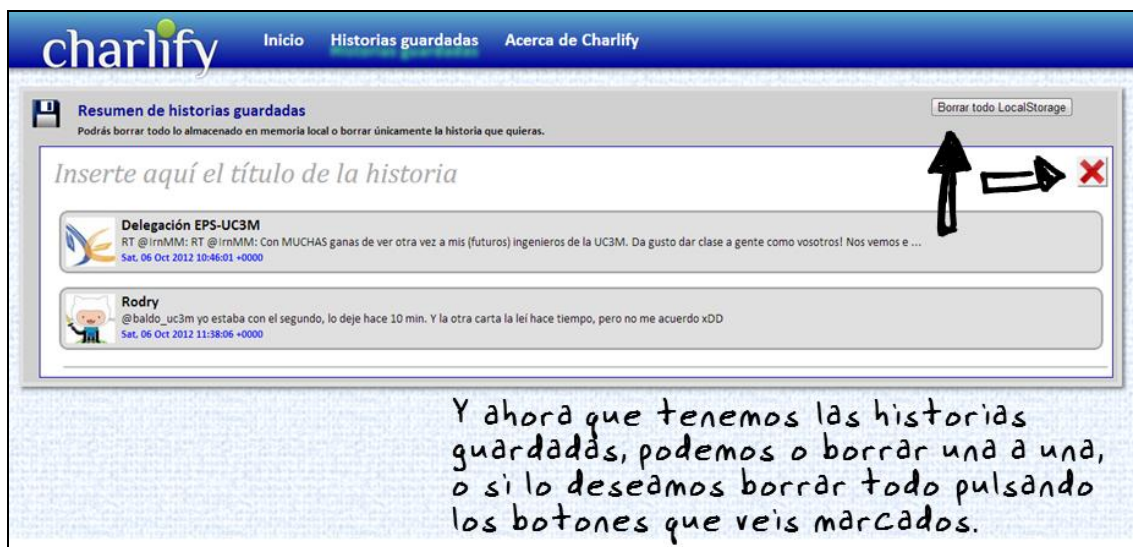 charlify
Inicio Historias guardadas Acerca de Charlify
Resumen de historias guardadas
Borrar todo LocalStorage
Podrás borrar todo lo almacenado en memoria local o borrar únicamente la historia que quieras.
Inserte aquí el título de la historia
Delegación EPS-UC3M
RT @IrnMM: RT @IrnMM: Con MUCHAS ganas de ver otra vez a mis (futuros) ingenieros de la UC3M. Da gusto dar clase a gente como vosotros! Nos vemos e ...
Sat, 06 Oct 2012 10:46:01 +0000
Rodry
@baldo_uc3m yo estaba con el segundo, lo deje hace 10 min. Y la otra carta la leí hace tiempo, pero no me acuerdo xDD
Sat, 06 Oct 2012 11:38:06 +0000
Y ahora que tenemos las historias
guardadas, podemos o borrar una a una,
o si lo deseamos borrar todo pulsando
los botones que veis marcados.